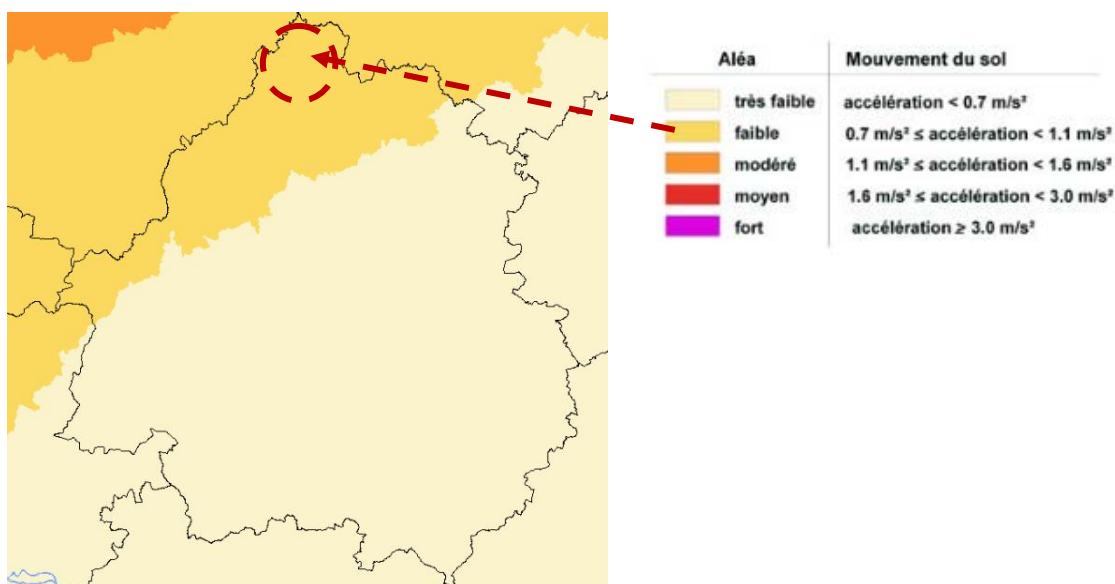 Aléa Mouvement du sol
très faible accélération < 0.7 m/s²
faible 0.7 m/s² ≤ accélération < 1.1 m/s²
modéré 1.1 m/s² ≤ accélération < 1.6 m/s²
moyen 1.6 m/s² ≤ accélération < 3.0 m/s²
fort accélération ≥ 3.0 m/s²